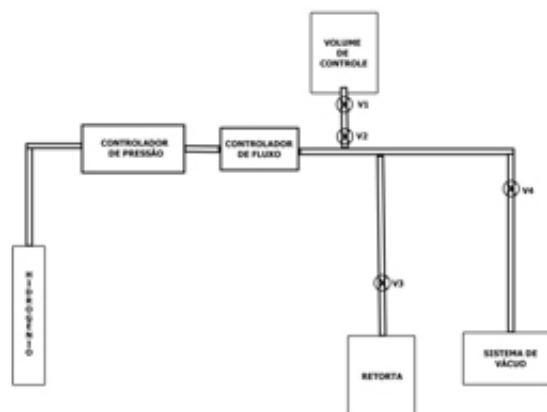 VOLUME
DE
CONTROLE
V1
V2
CONTROLADOR
DE PRESSÃO
CONTROLADOR
DE FLUXO
V4
HIDROGÊNIO
V3
RETORTA
SISTEMA DE
VÁCUO